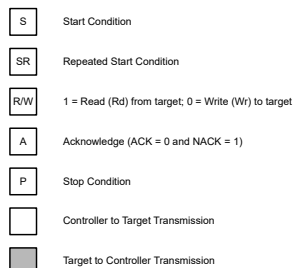 S Start Condition
SR Repeated Start Condition
R/W 1 = Read (Rd) from target; 0 = Write (Wr) to target
A Acknowledge (ACK = 0 and NACK = 1)
P Stop Condition
Controller to Target Transmission
Target to Controller Transmission